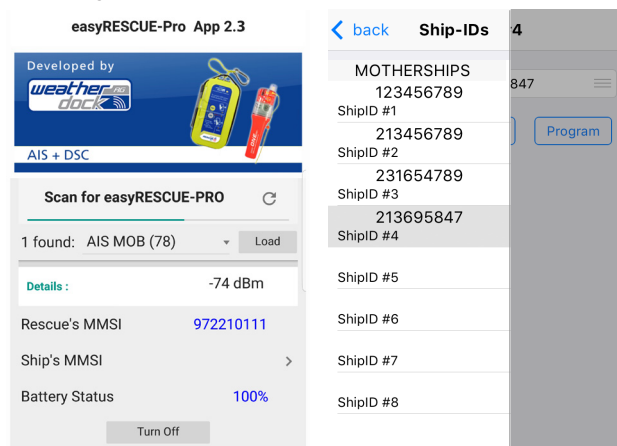 easyRESCUE-Pro App 2.3
Developed by
weather AG
dock
AIS + DSC
Scan for easyRESCUE-PRO
1 found: AIS MOB (78)
Load
Details :
-74 dBm
Rescue's MMSI
972210111
Ship's MMSI
Battery Status
100%
Turn Off
back
Ship-IDs
4
MOTHERSHIPS
123456789
ShipID #1
213456789
ShipID #2
231654789
ShipID #3
213695847
ShipID #4
ShipID #5
ShipID #6
ShipID #7
ShipID #8
847
Program